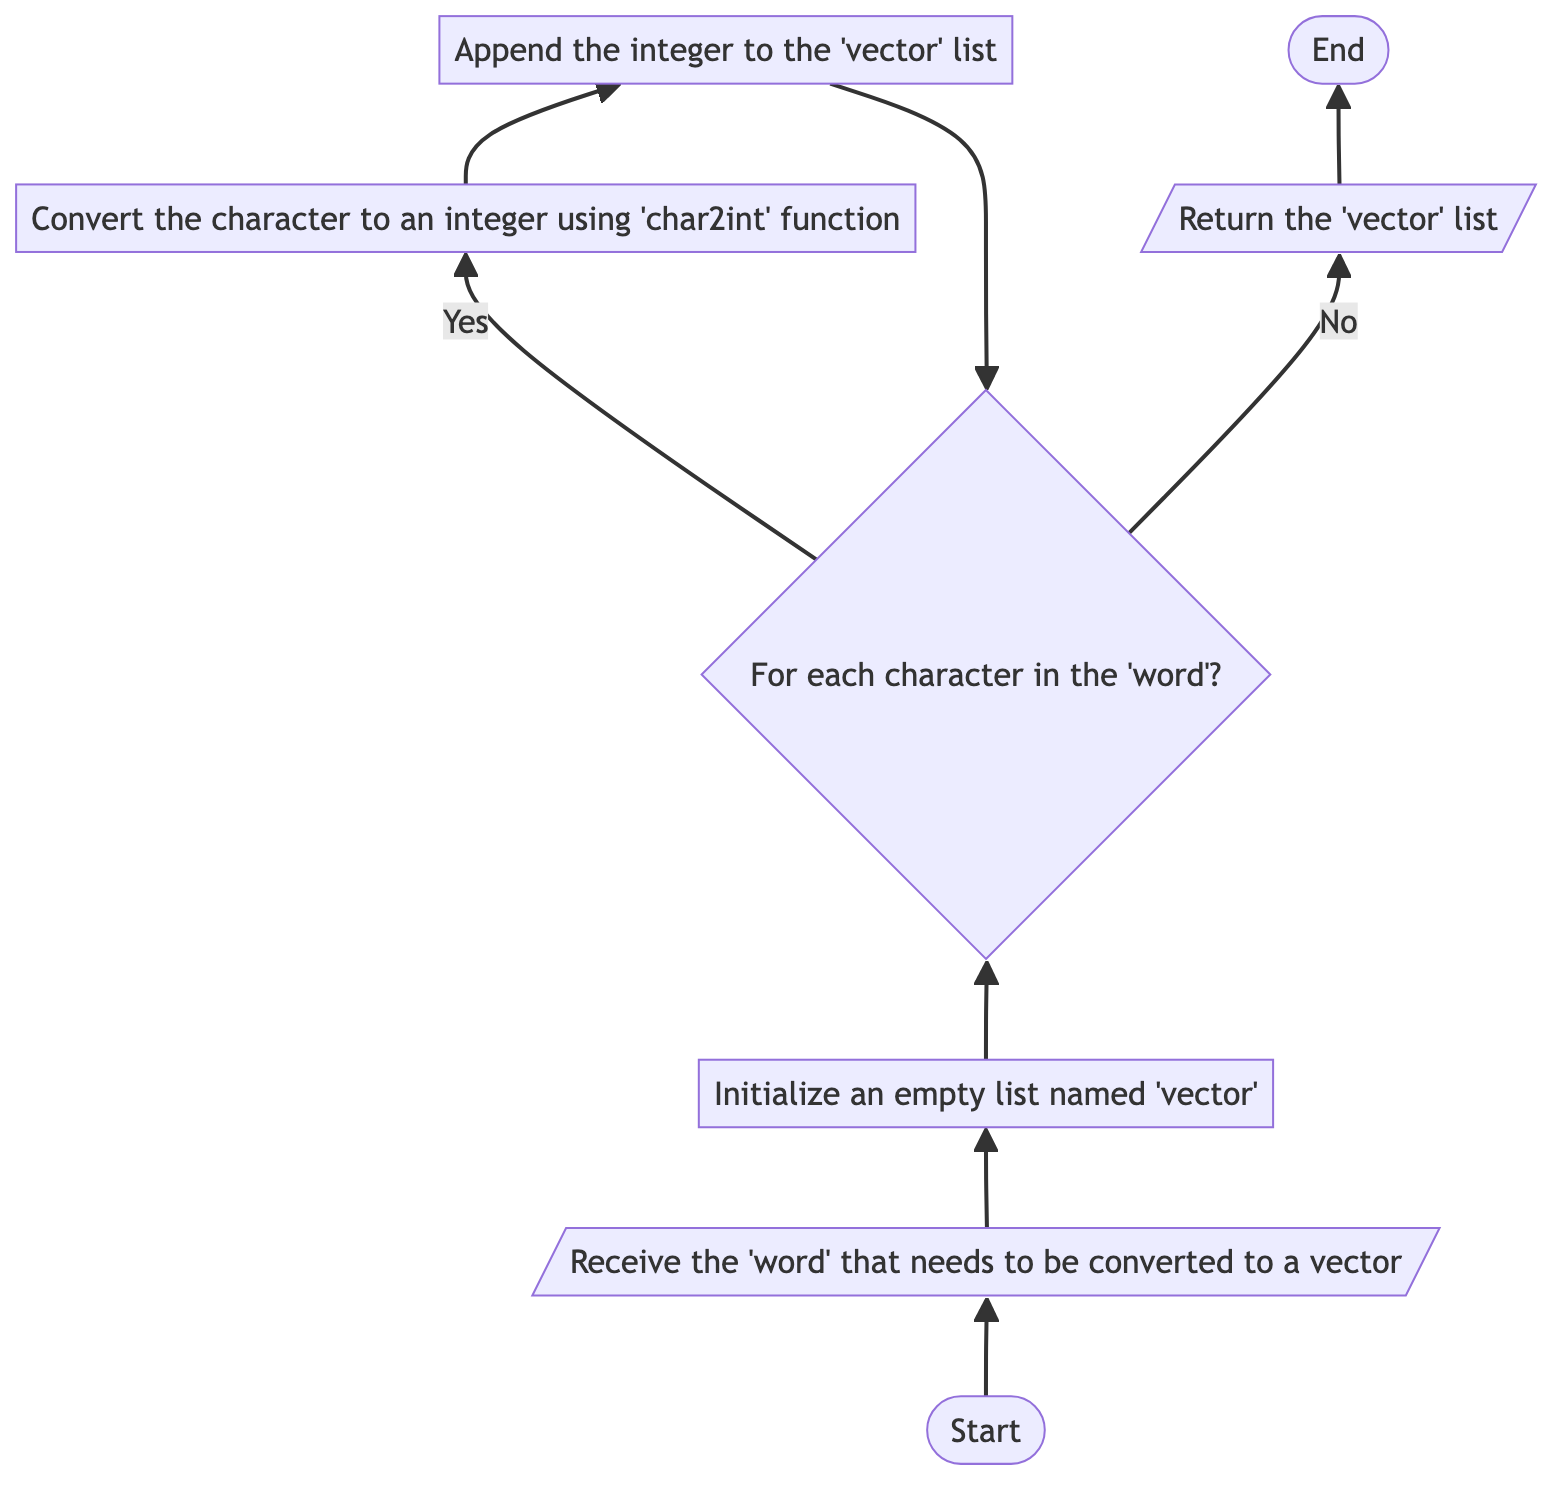 Append the integer to the 'vector' list
End
Convert the character to an integer using 'char2int' function
Return the 'vector' list
Yes
No
For each character in the 'word'?
Initialize an empty list named 'vector'
Receive the 'word' that needs to be converted to a vector
Start